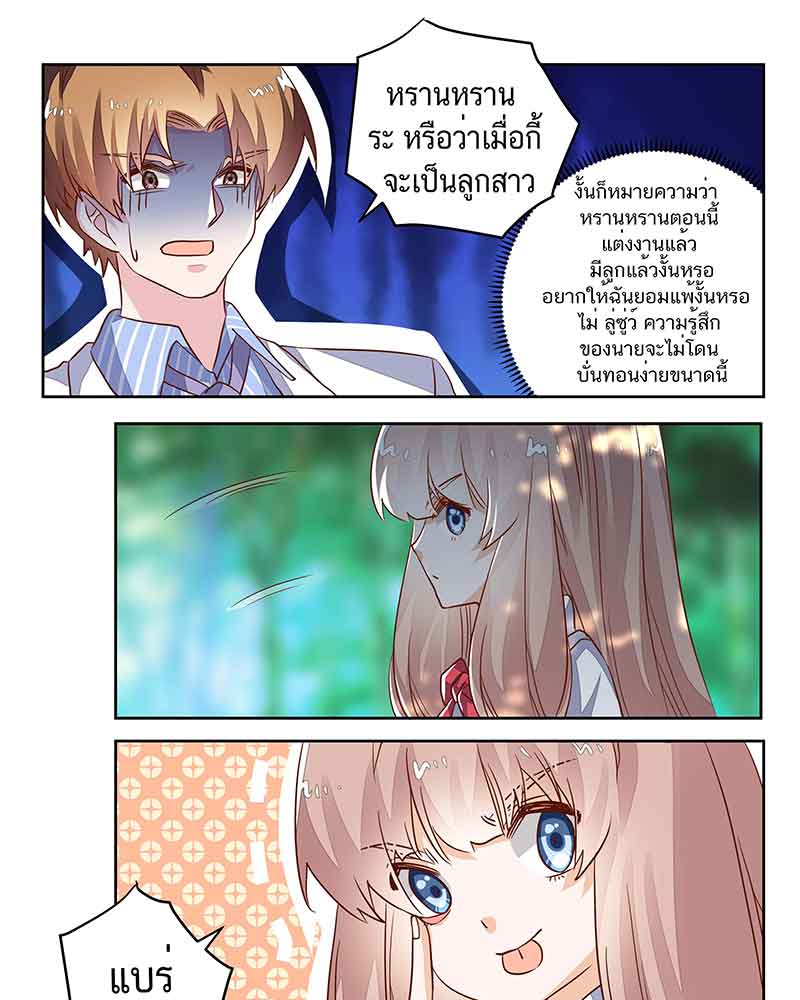 หรานหราน
ระ หรือว่าเมื่อกี้
จะเป็นลูกสาว
งั้นก็หมายความว่า
หรานหรานตอนนี้
แต่งงานแล้ว
มีลูกแล้วงั้นหรอ
อยากให้ฉันยอมแพ้งั้นหรอ
ไม่ ลู่ซู่ว์ ความรู้สึก
ของนายจะไม่โดน
บั่นทอนง่ายขนาดนี้
แบร่